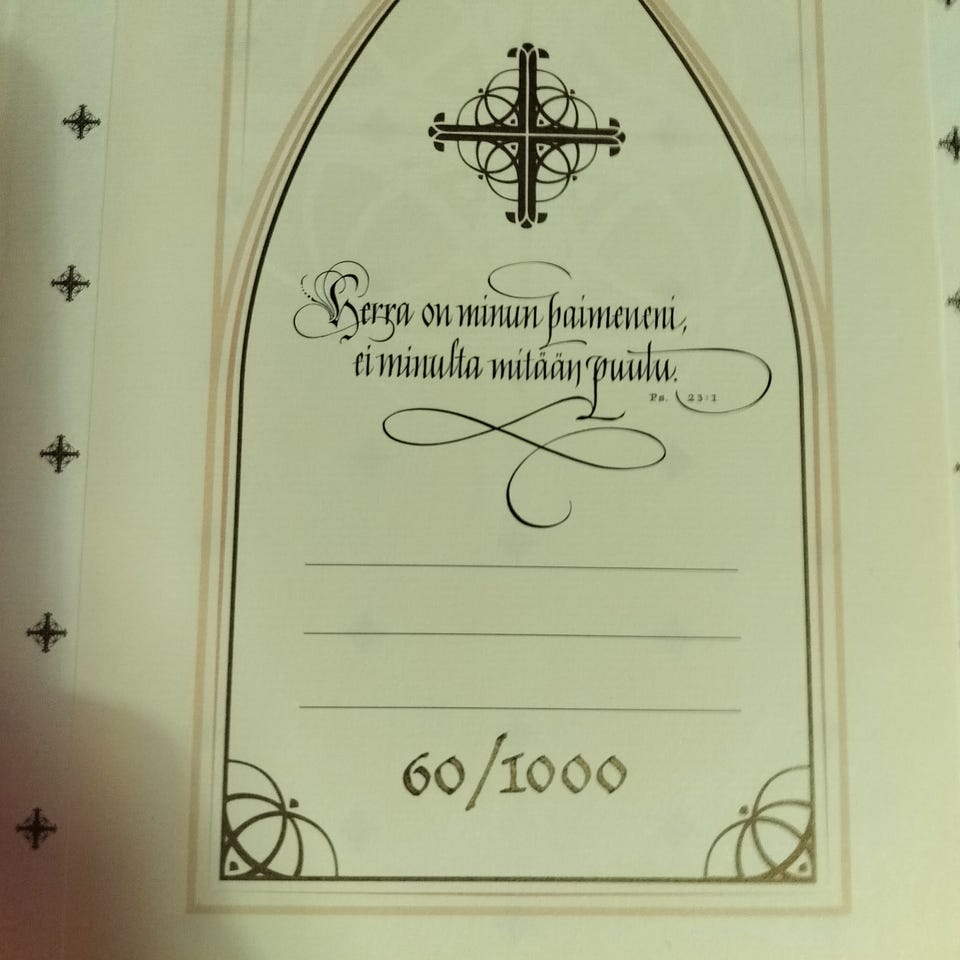 Herra on minun paimeneni,
ei minulta mitään puutu.
Ps. 23:1
60/1000